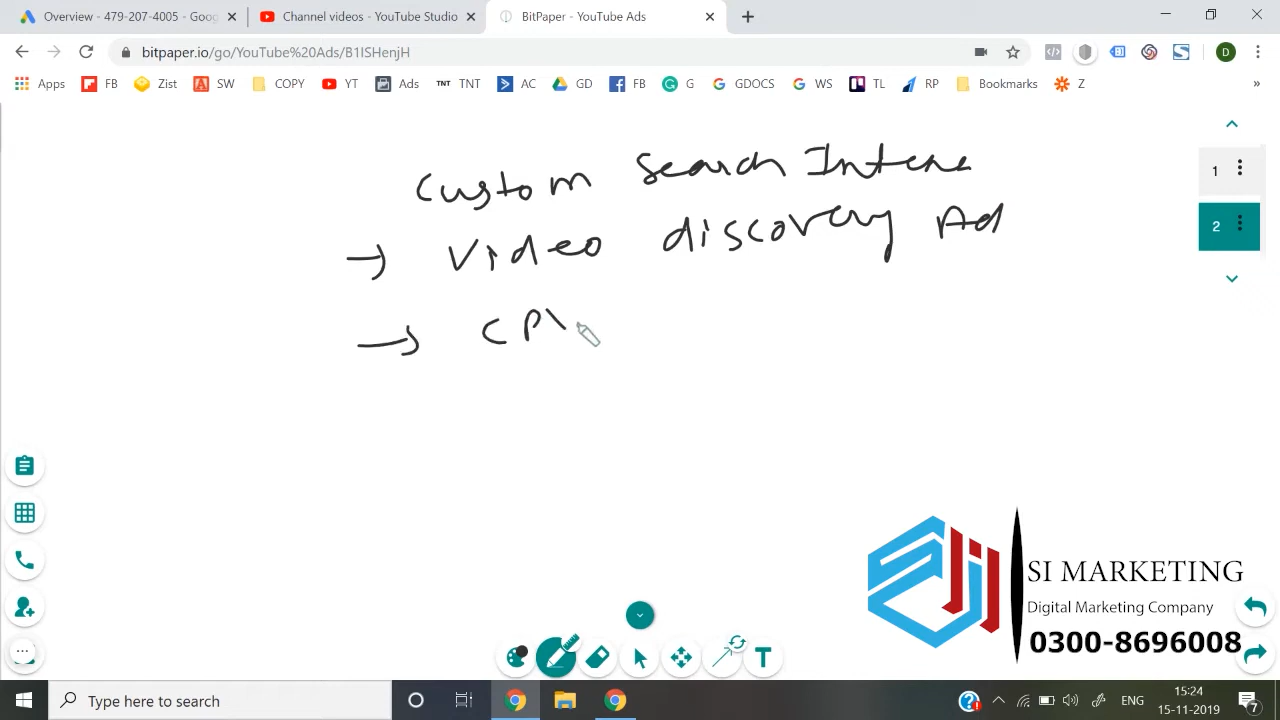 Overview - 479-207-4005 - Goog
Channel videos - YouTube Studio
BitPaper - YouTube Ads
bitpaper.io/go/YouTube%20Ads/B1ISHenjH
D
Apps FB Zist SW COPY YT Ads TNT TNT AC GD FB G GDOCS WS TL RP Bookmarks Z »
Custom Search Intent
→ Video discovery Ad
→ CPV
1
2
SI MARKETING
Digital Marketing Company
0300-8696008
T
Type here to search
ENG
15:24
15-11-2019
7